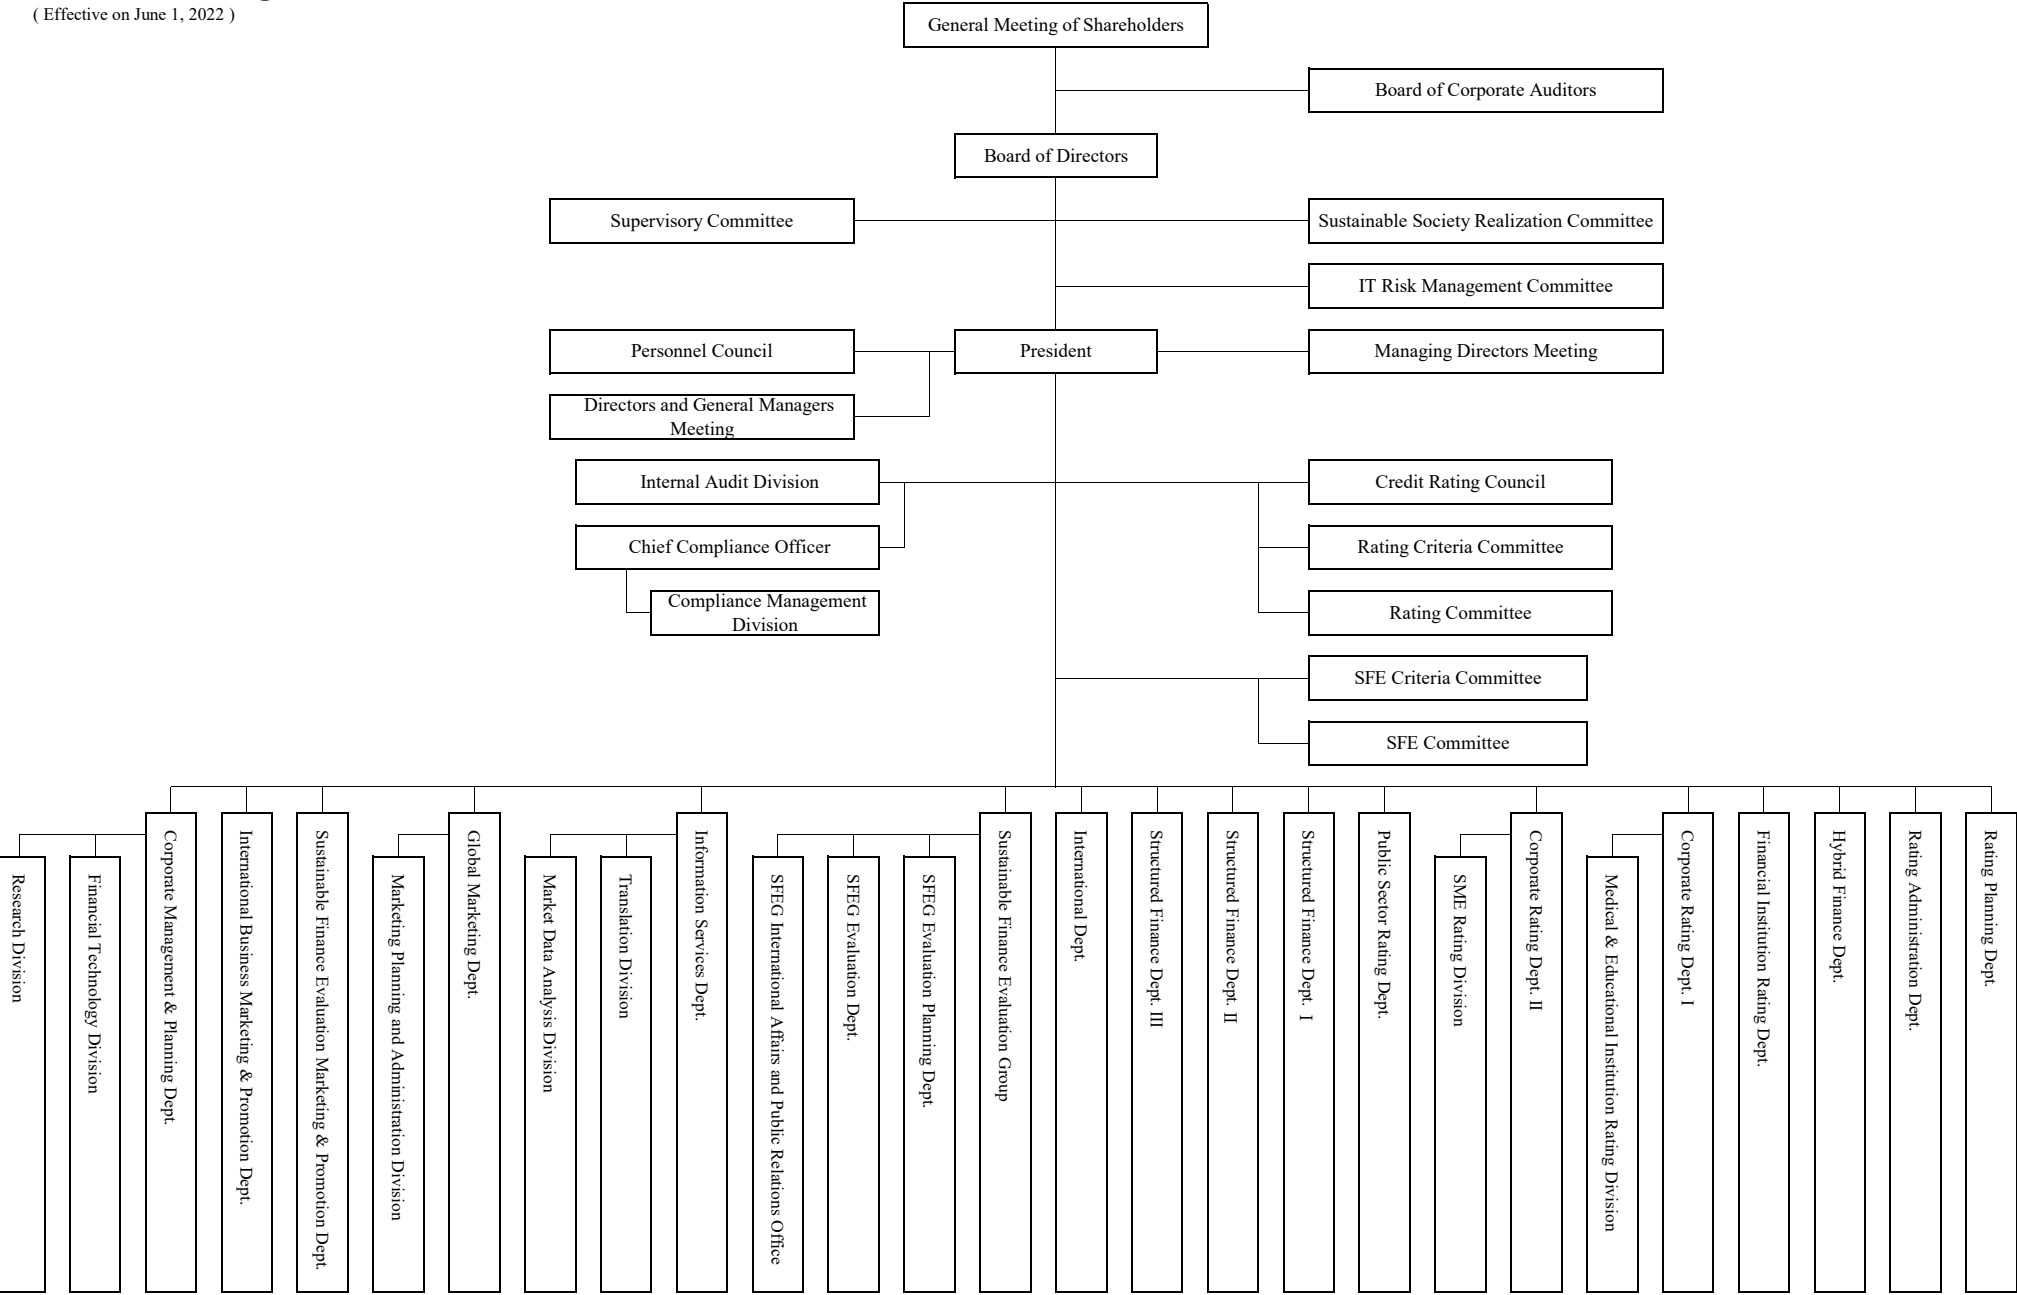 ( Effective on June 1, 2022 )
General Meeting of Shareholders
Board of Corporate Auditors
Board of Directors
Supervisory Committee
Sustainable Society Realization Committee
IT Risk Management Committee
Personnel Council
President
Managing Directors Meeting
Directors and General Managers
Meeting
Internal Audit Division
Credit Rating Council
Chief Compliance Officer
Rating Criteria Committee
Compliance Management
Division
Rating Committee
SFE Criteria Committee
SFE Committee
Research Division
Financial Technology Division
Corporate Management & Planning Dept.
International Business Marketing & Promotion Dept.
Sustainable Finance Evaluation Marketing & Promotion Dept.
Marketing Planning and Administration Division
Global Marketing Dept.
Market Data Analysis Division
Translation Division
Information Services Dept.
SFEG International Affairs and Public Relations Office
SFEG Evaluation Dept.
SFEG Evaluation Planning Dept.
Sustainable Finance Evaluation Group
International Dept.
Structured Finance Dept. III
Structured Finance Dept. II
Structured Finance Dept. I
Public Sector Rating Dept.
SME Rating Division
Corporate Rating Dept. II
Medical & Educational Institution Rating Division
Corporate Rating Dept. I
Financial Institution Rating Dept.
Hybrid Finance Dept.
Rating Administration Dept.
Rating Planning Dept.